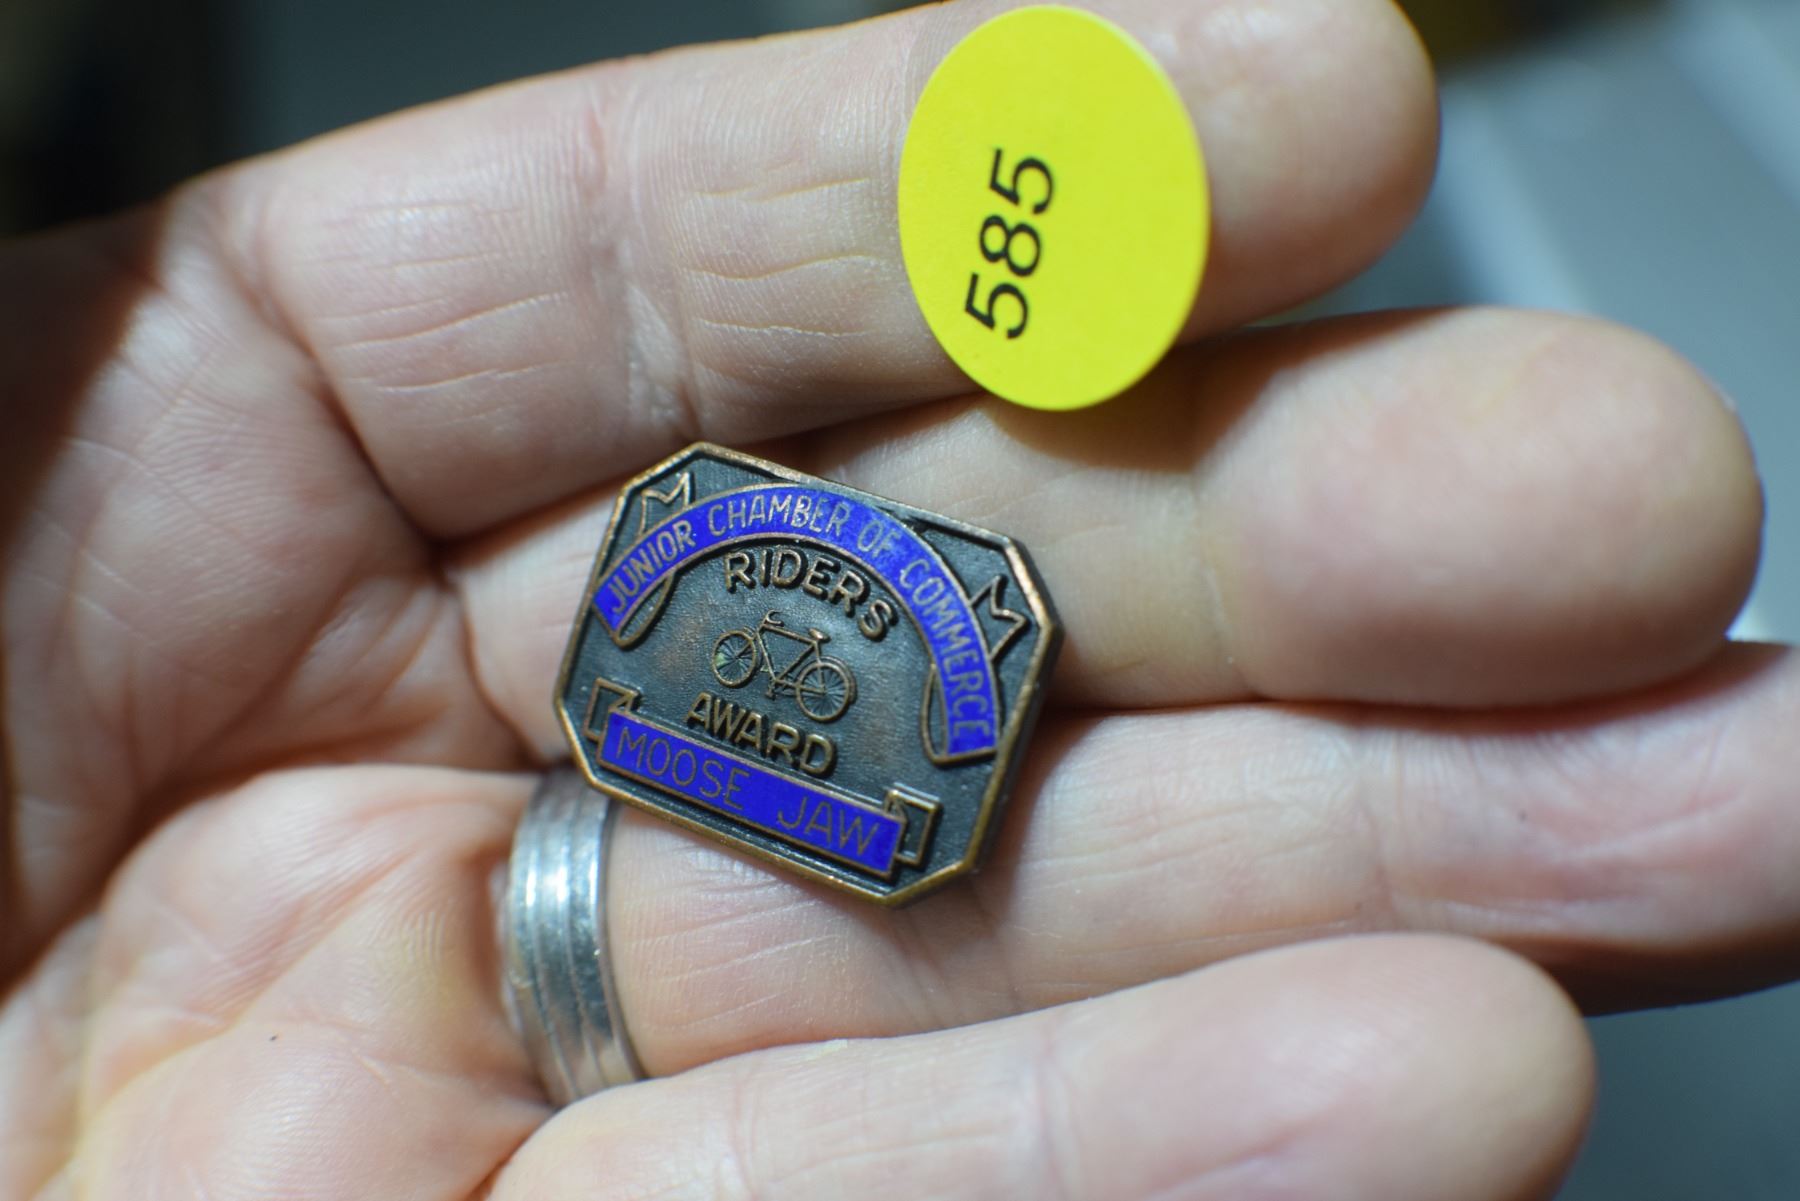 585
JUNIOR CHAMBER OF COMMERCE
RIDERS
AWARD
MOOSE JAW